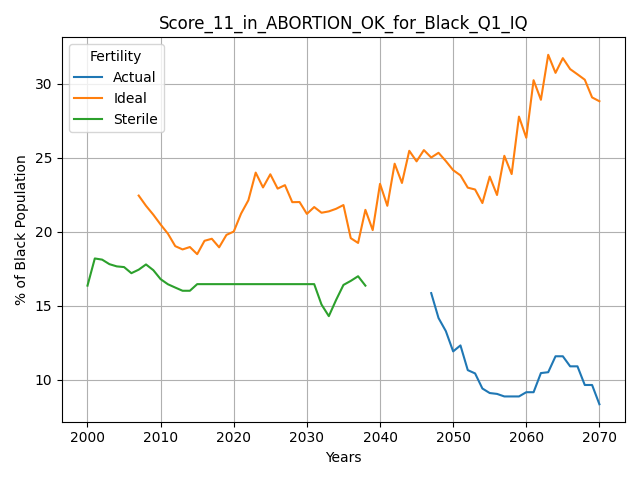 Score_11_in_ABORTION_OK_for_Black_Q1_IQ
Fertility
Actual
Ideal
Sterile
% of Black Population
30
25
20
15
10
2000 2010 2020 2030 2040 2050 2060 2070
Years